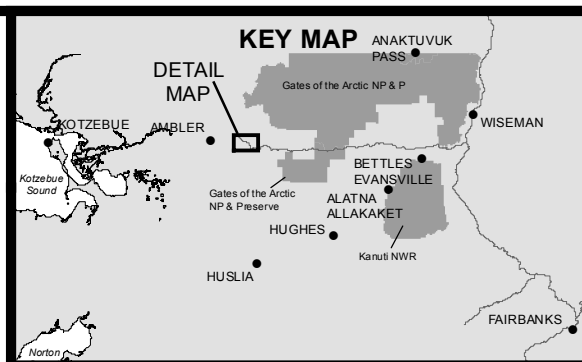 KEY MAP
ANAKTUVUK
PASS
DETAIL
MAP
Gates of the Arctic NP & P
KOTZEBUE
AMBLER
WISEMAN
Kotzebue
Sound
BETTLES
EVANSVILLE
Gates of the Arctic
NP & Preserve
ALATNA
ALLAKAKET
HUGHES
Kanuti NWR
HUSLIA
FAIRBANKS
Norton